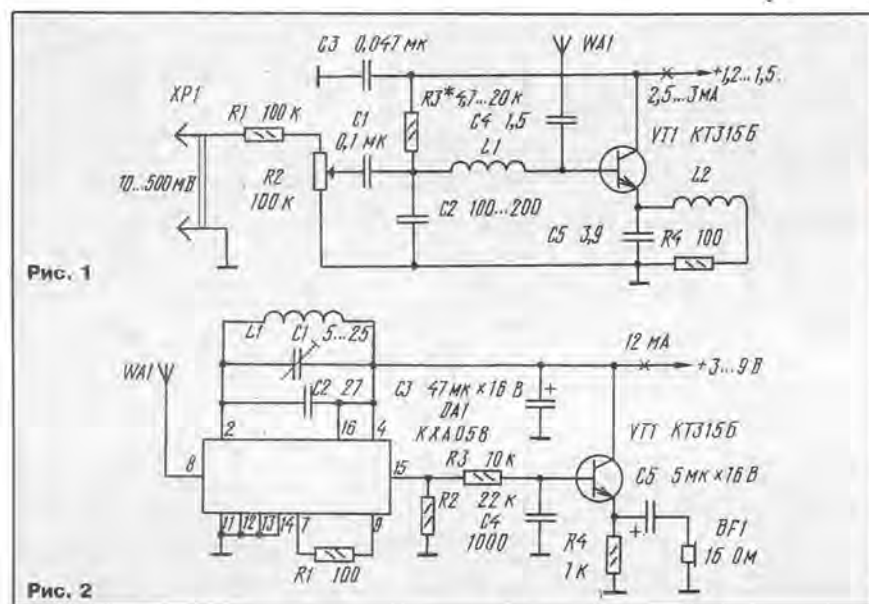 C3 0,047 мк
WA1
+1,2...1,5.
2,5...3 мА
XP1
R1 100 к
C1
0,1 мк
R3* 4,7...20 к
C4 1,5
L1
VT1 КТ315Б
10...500 мВ
R2
100 к
C2 100...200
L2
C5 3,9
R4 100
Рис. 1
L1
C1
5...25
WA1
C2 27
12 мА
+3...9 В
C3 47 мк × 16 В
DA1
КХА058
VT1 КТ315Б
2
16
4
8
15
R3 10 к
C5 5 мк × 16 В
11
12
13
14
7
9
R2
22 к
C4
1000
R4
1 к
BF1
16 Ом
R1 100
Рис. 2